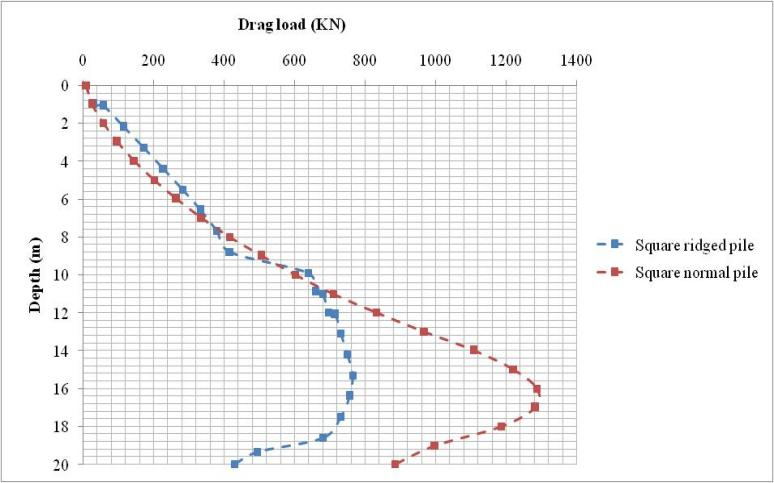 Drag load (KN)
0 200 400 600 800 1000 1200 1400
0
2
4
6
8
10
12
14
16
18
20
Depth (m)
Square ridged pile
Square normal pile